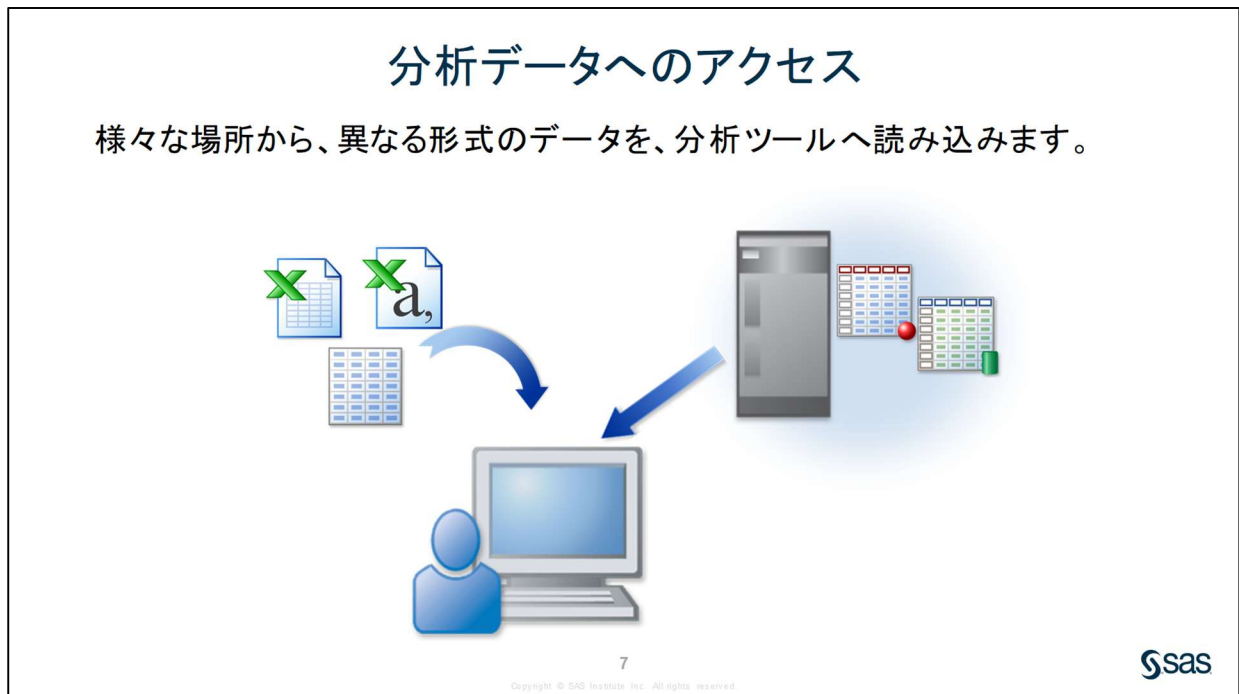 分析データへのアクセス
様々な場所から、異なる形式のデータを、分析ツールへ読み込みます。
a,
7
Copyright © SAS Institute Inc. All rights reserved.
sas